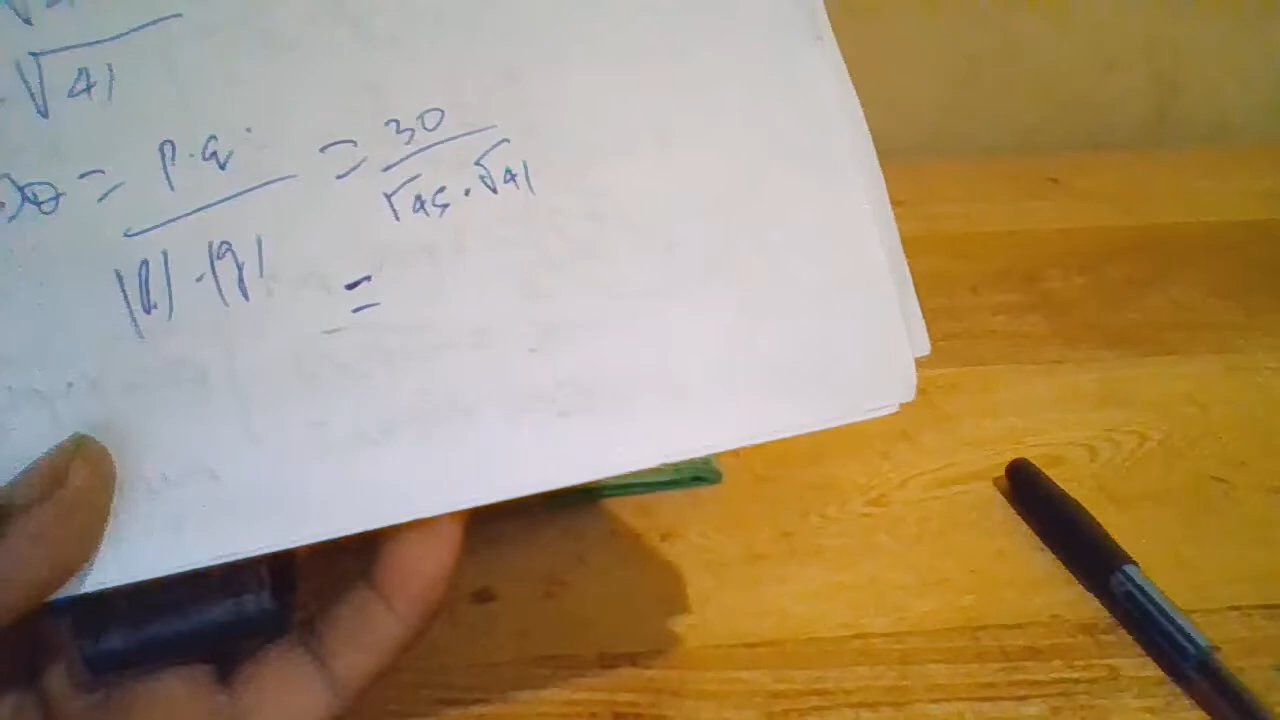 √41
θ = p.q / |p| . |q| = 30 / √45 . √41
=